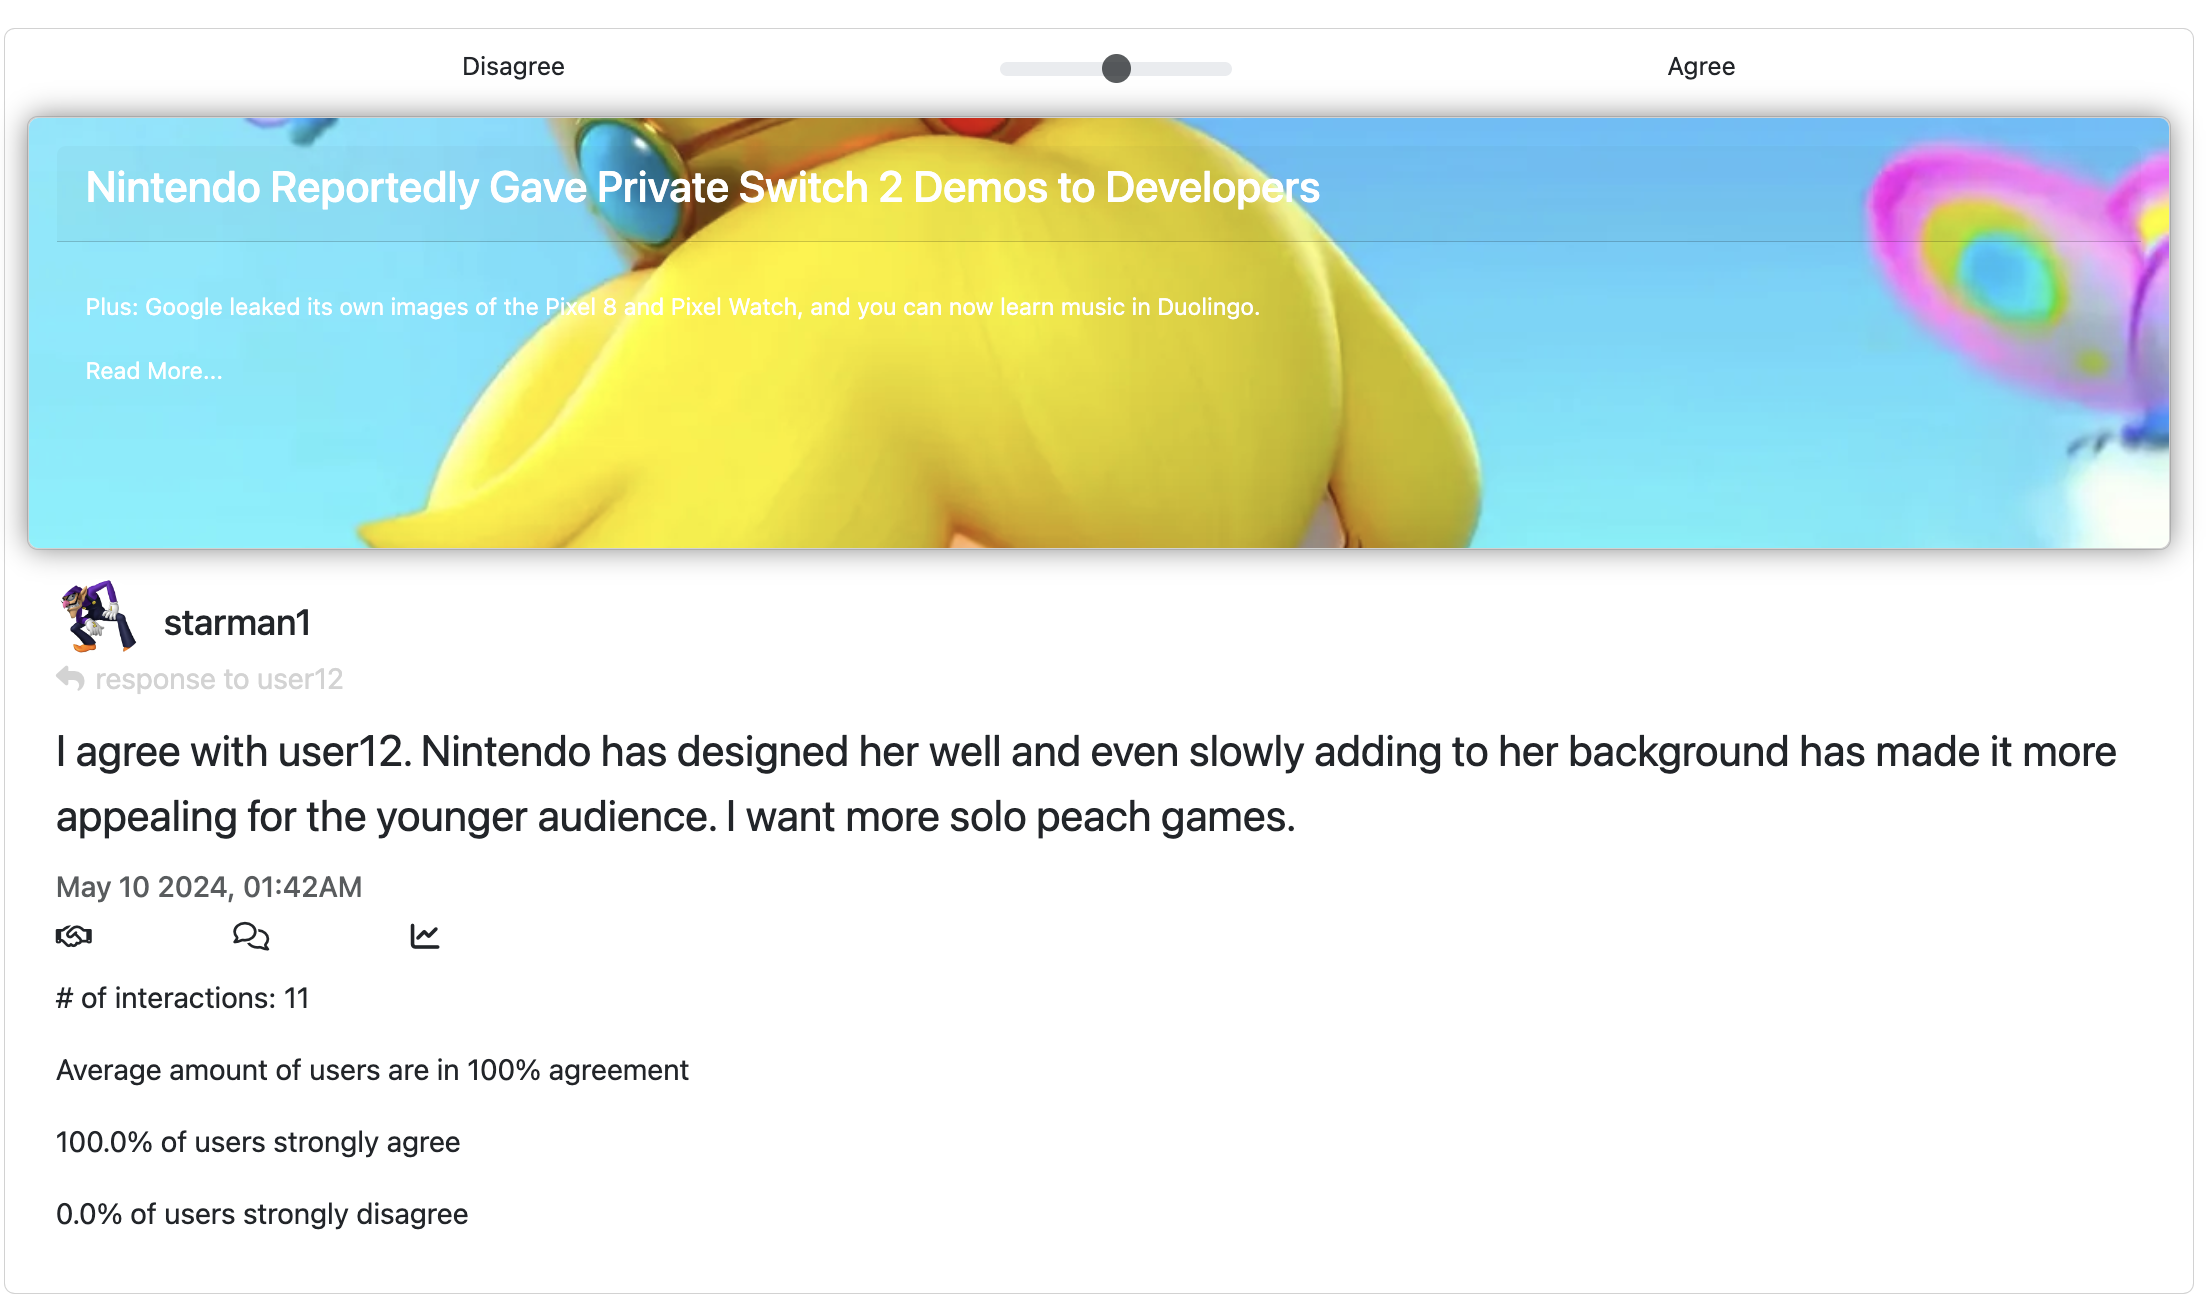 Disagree
Agree
Nintendo Reportedly Gave Private Switch 2 Demos to Developers
Plus: Google leaked its own images of the Pixel 8 and Pixel Watch, and you can now learn music in Duolingo.
Read More...
starman1
response to user12
I agree with user12. Nintendo has designed her well and even slowly adding to her background has made it more
appealing for the younger audience. I want more solo peach games.
May 10 2024, 01:42AM
# of interactions: 11
Average amount of users are in 100% agreement
100.0% of users strongly agree
0.0% of users strongly disagree